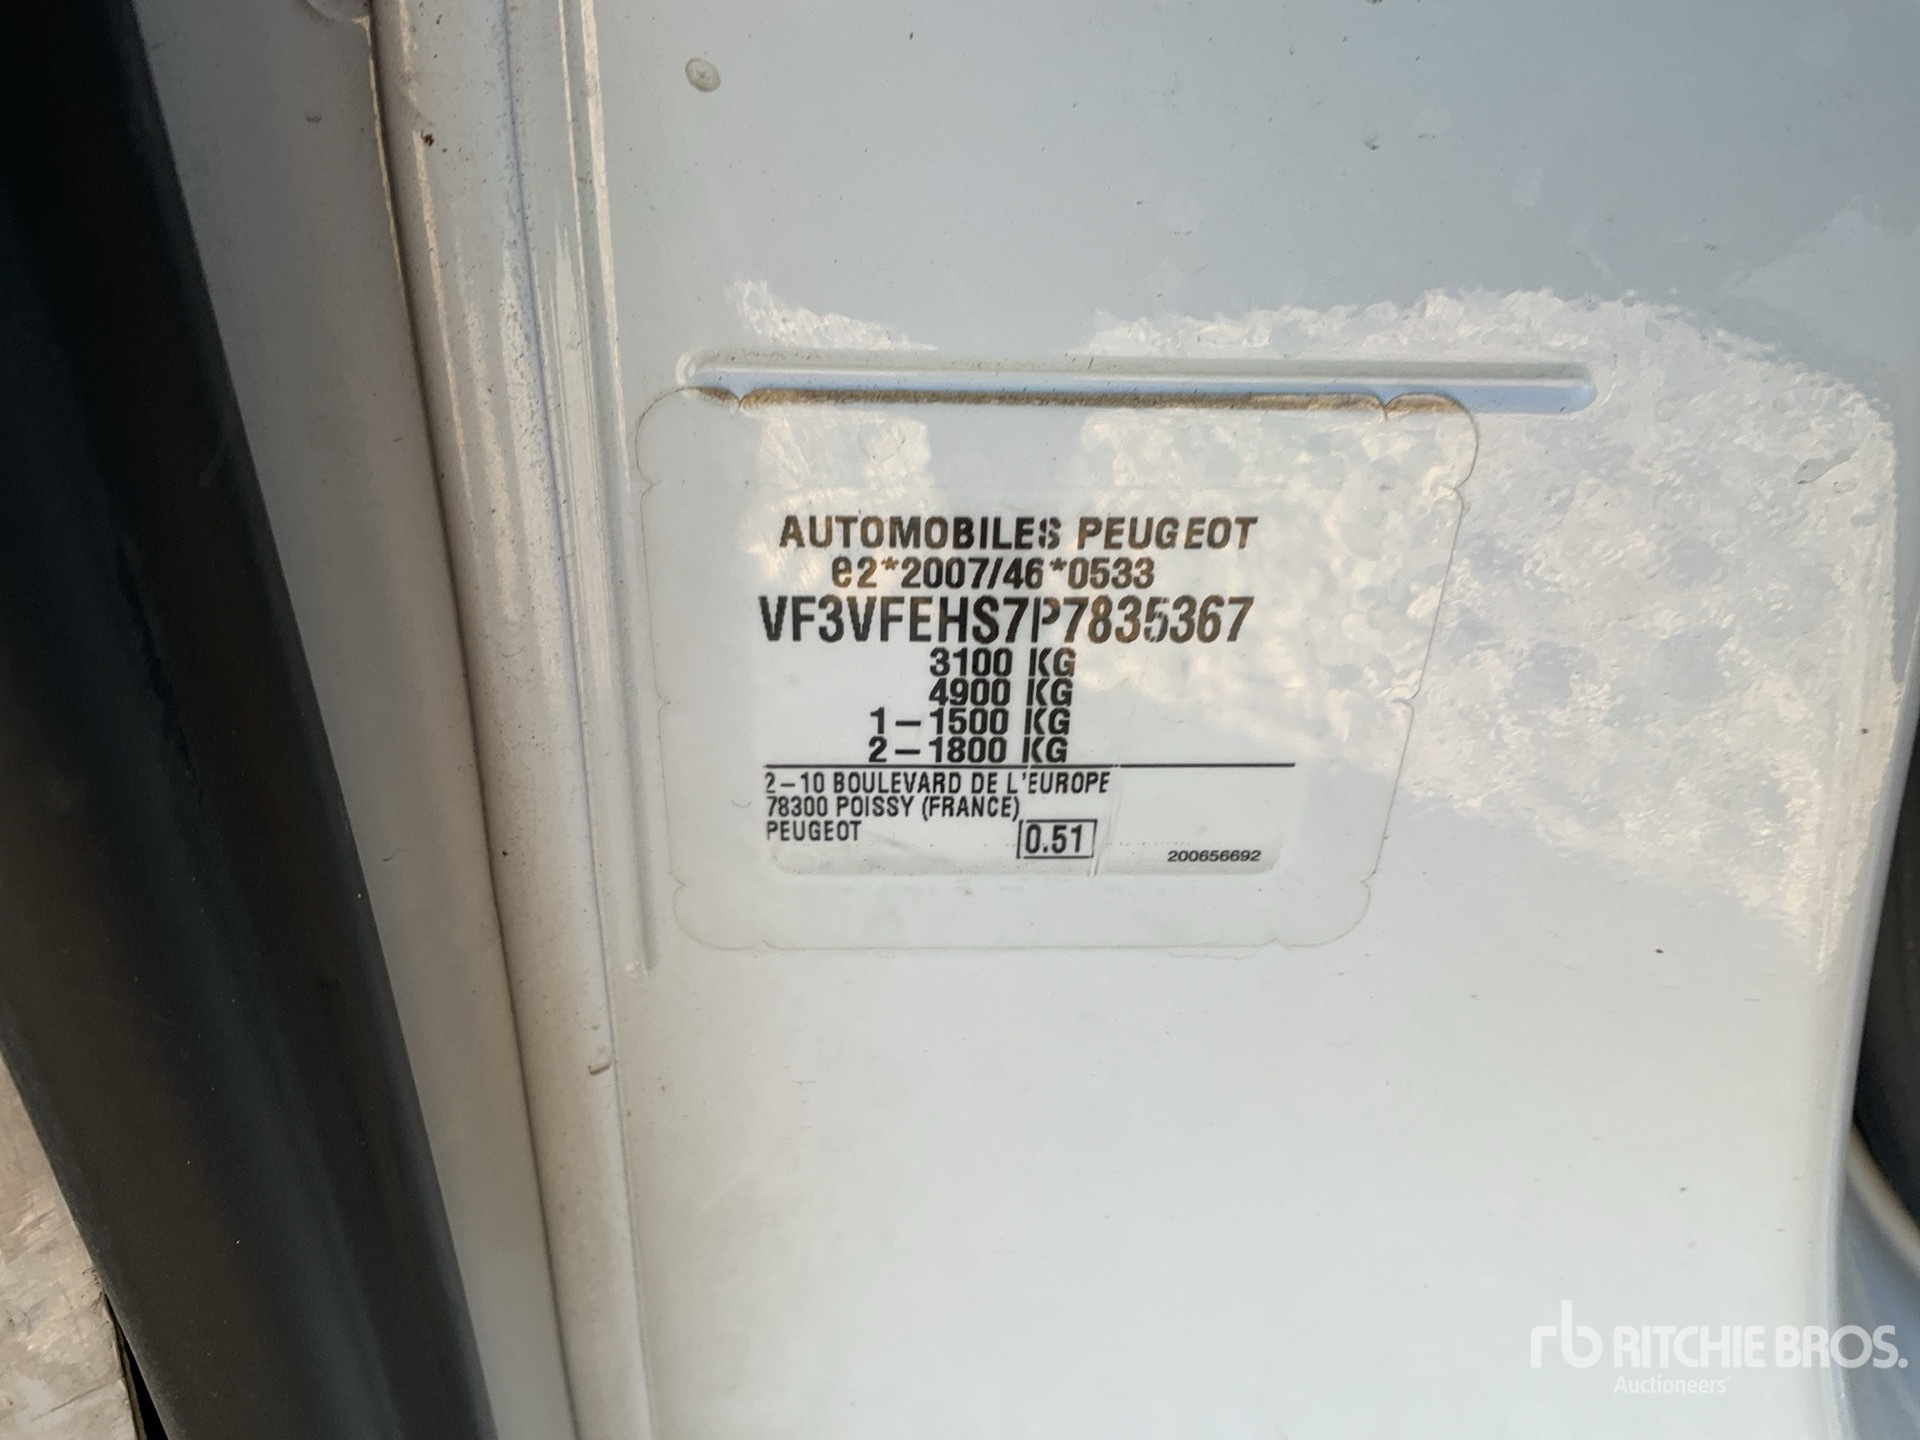 AUTOMOBILES PEUGEOT
e2*2007/46*0533
VF3VFEHS7P7835367
3100 KG
4900 KG
1-1500 KG
2-1800 KG
2-10 BOULEVARD DE L'EUROPE
78300 POISSY (FRANCE)
PEUGEOT
0.51
200656692
rb RITCHIE BROS.
Auctioneers